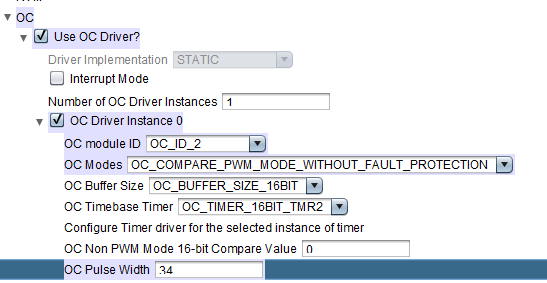 OC
Use OC Driver?
Driver Implementation STATIC
Interrupt Mode
Number of OC Driver Instances 1
OC Driver Instance 0
OC module ID OC_ID_2
OC Modes OC_COMPARE_PWM_MODE_WITHOUT_FAULT_PROTECTION
OC Buffer Size OC_BUFFER_SIZE_16BIT
OC Timebase Timer OC_TIMER_16BIT_TMR2
Configure Timer driver for the selected instance of timer
OC Non PWM Mode 16-bit Compare Value 0
OC Pulse Width 34